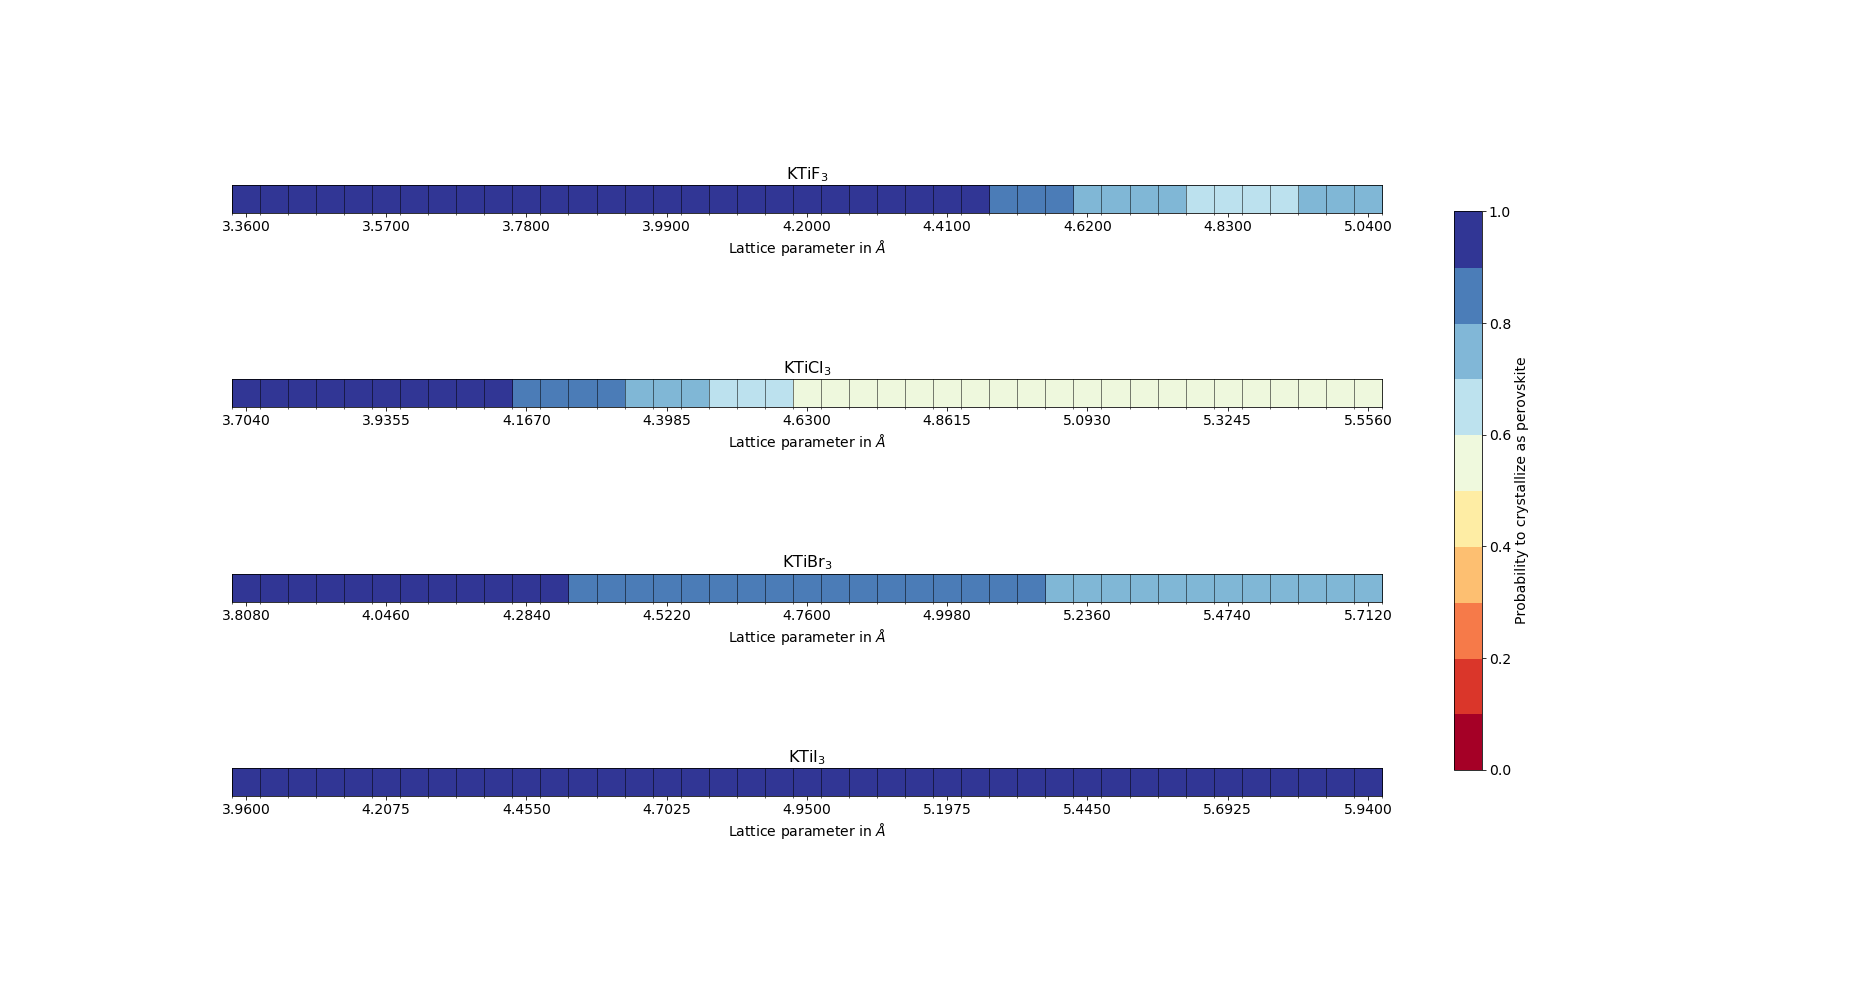 KTiF₃
3.3600 3.5700 3.7800 3.9900 4.2000 4.4100 4.6200 4.8300 5.0400
Lattice parameter in Å
KTiCl₃
3.7040 3.9355 4.1670 4.3985 4.6300 4.8615 5.0930 5.3245 5.5560
Lattice parameter in Å
KTiBr₃
3.8080 4.0460 4.2840 4.5220 4.7600 4.9980 5.2360 5.4740 5.7120
Lattice parameter in Å
KTiI₃
3.9600 4.2075 4.4550 4.7025 4.9500 5.1975 5.4450 5.6925 5.9400
Lattice parameter in Å
1.0
0.8
0.6
0.4
0.2
0.0
Probability to crystallize as perovskite